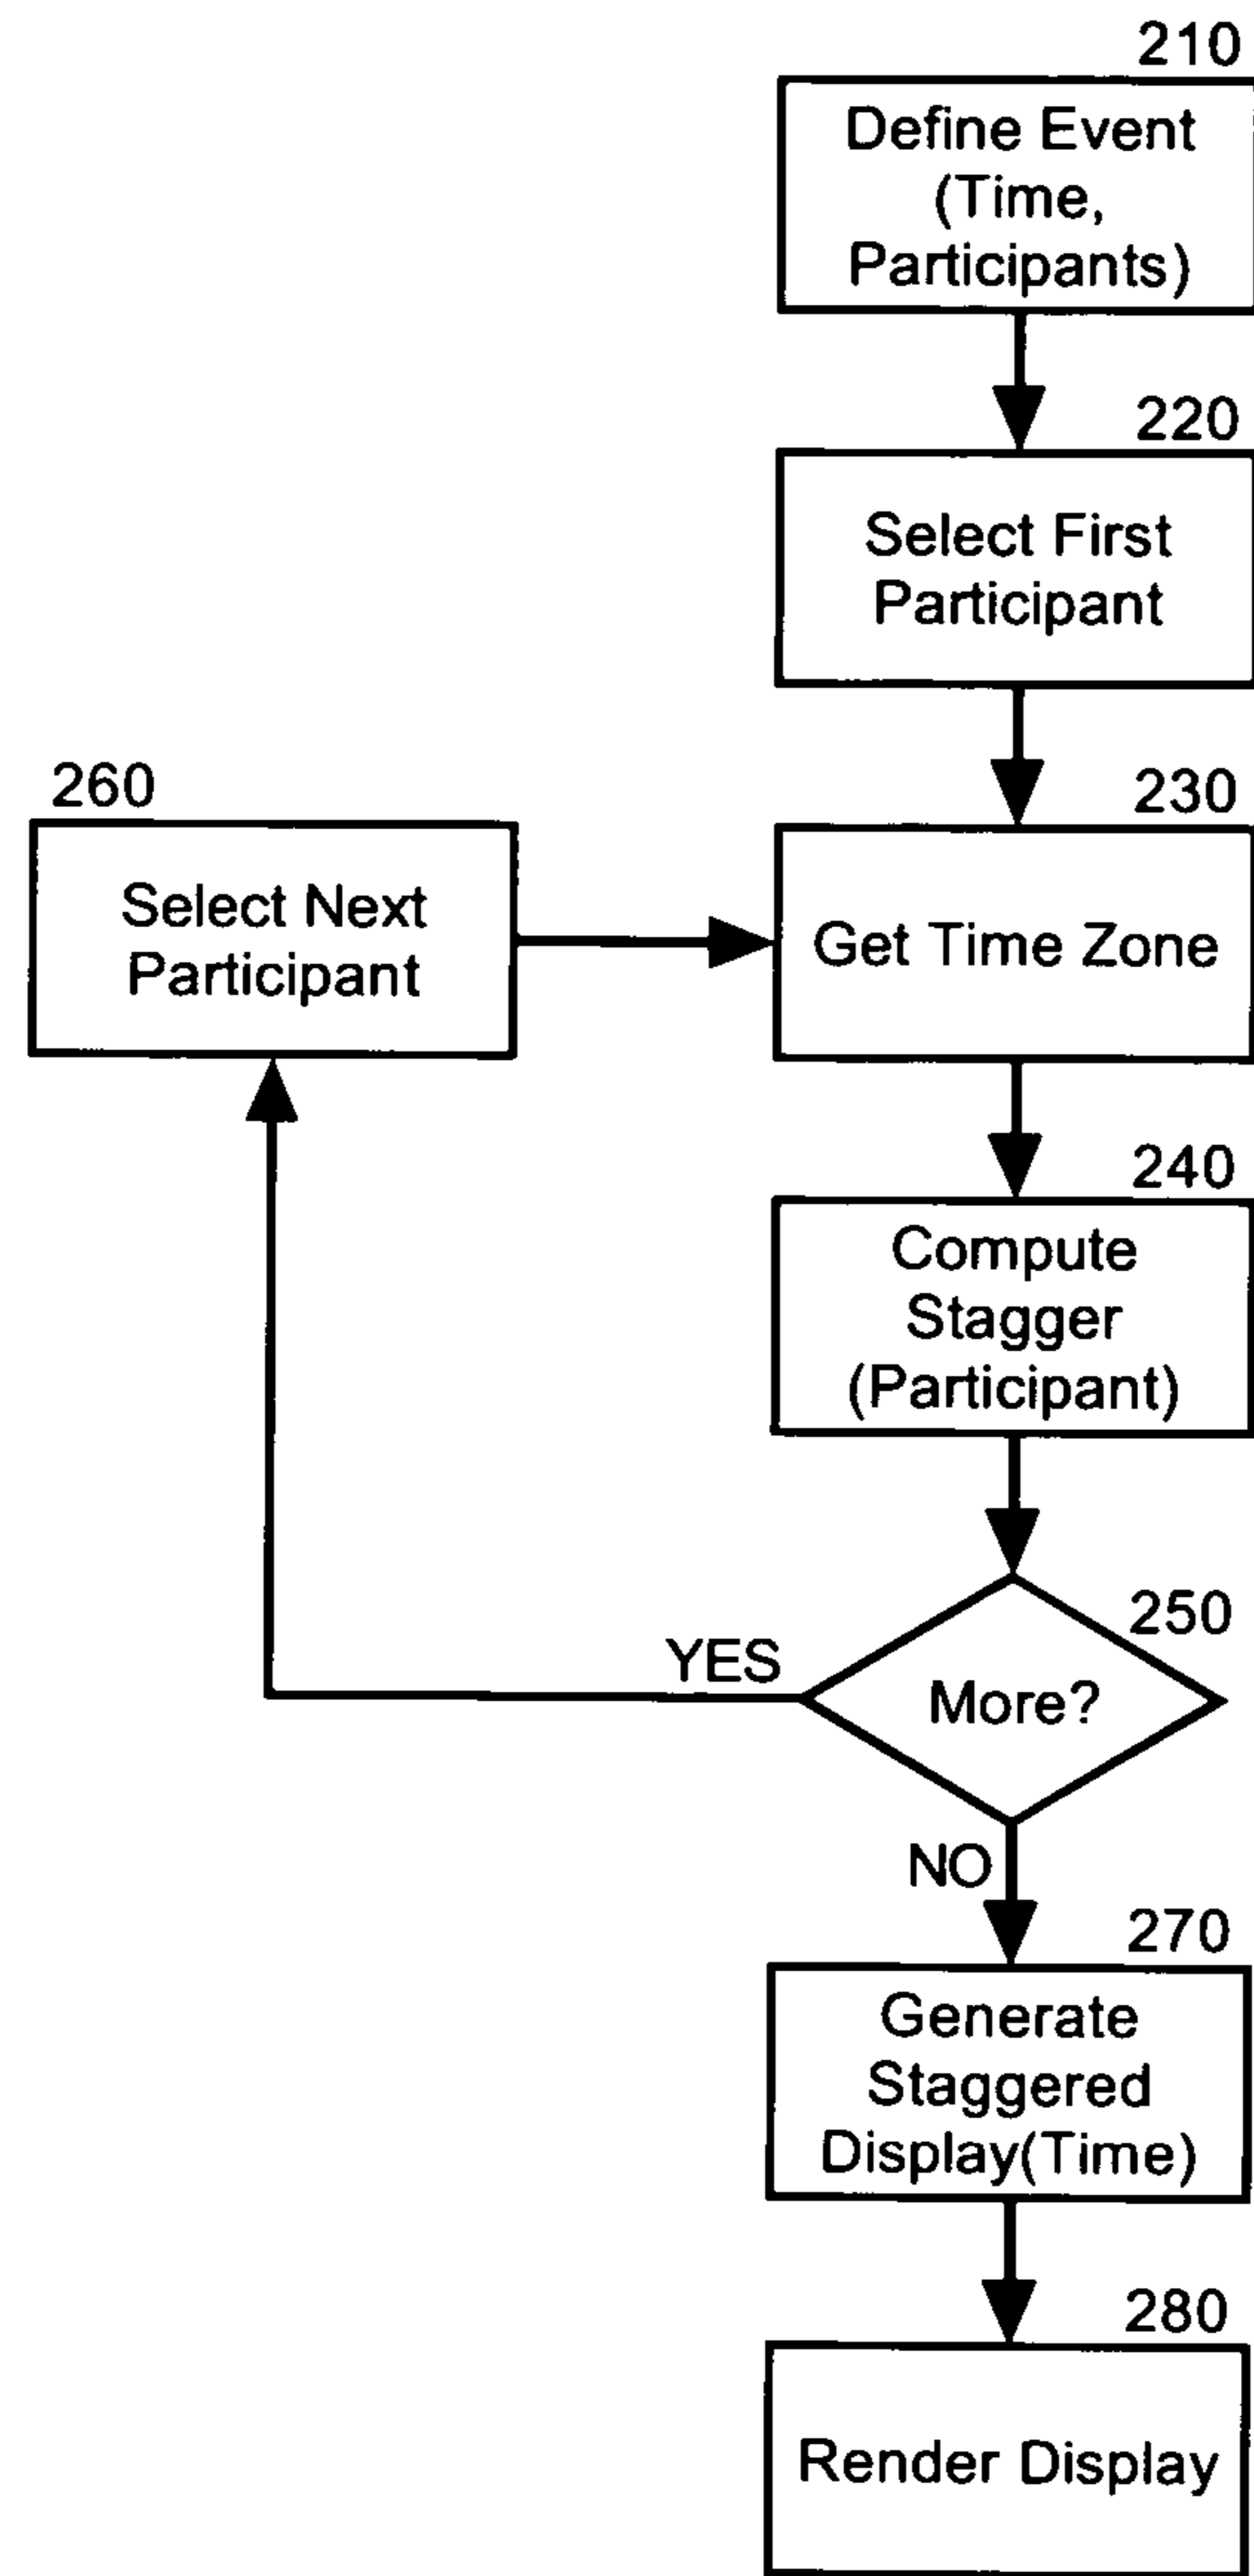 210
Define Event
(Time,
Participants)
220
Select First
Participant
260
230
Select Next
Participant
Get Time Zone
240
Compute
Stagger
(Participant)
250
YES
More?
NO
270
Generate
Staggered
Display(Time)
280
Render Display